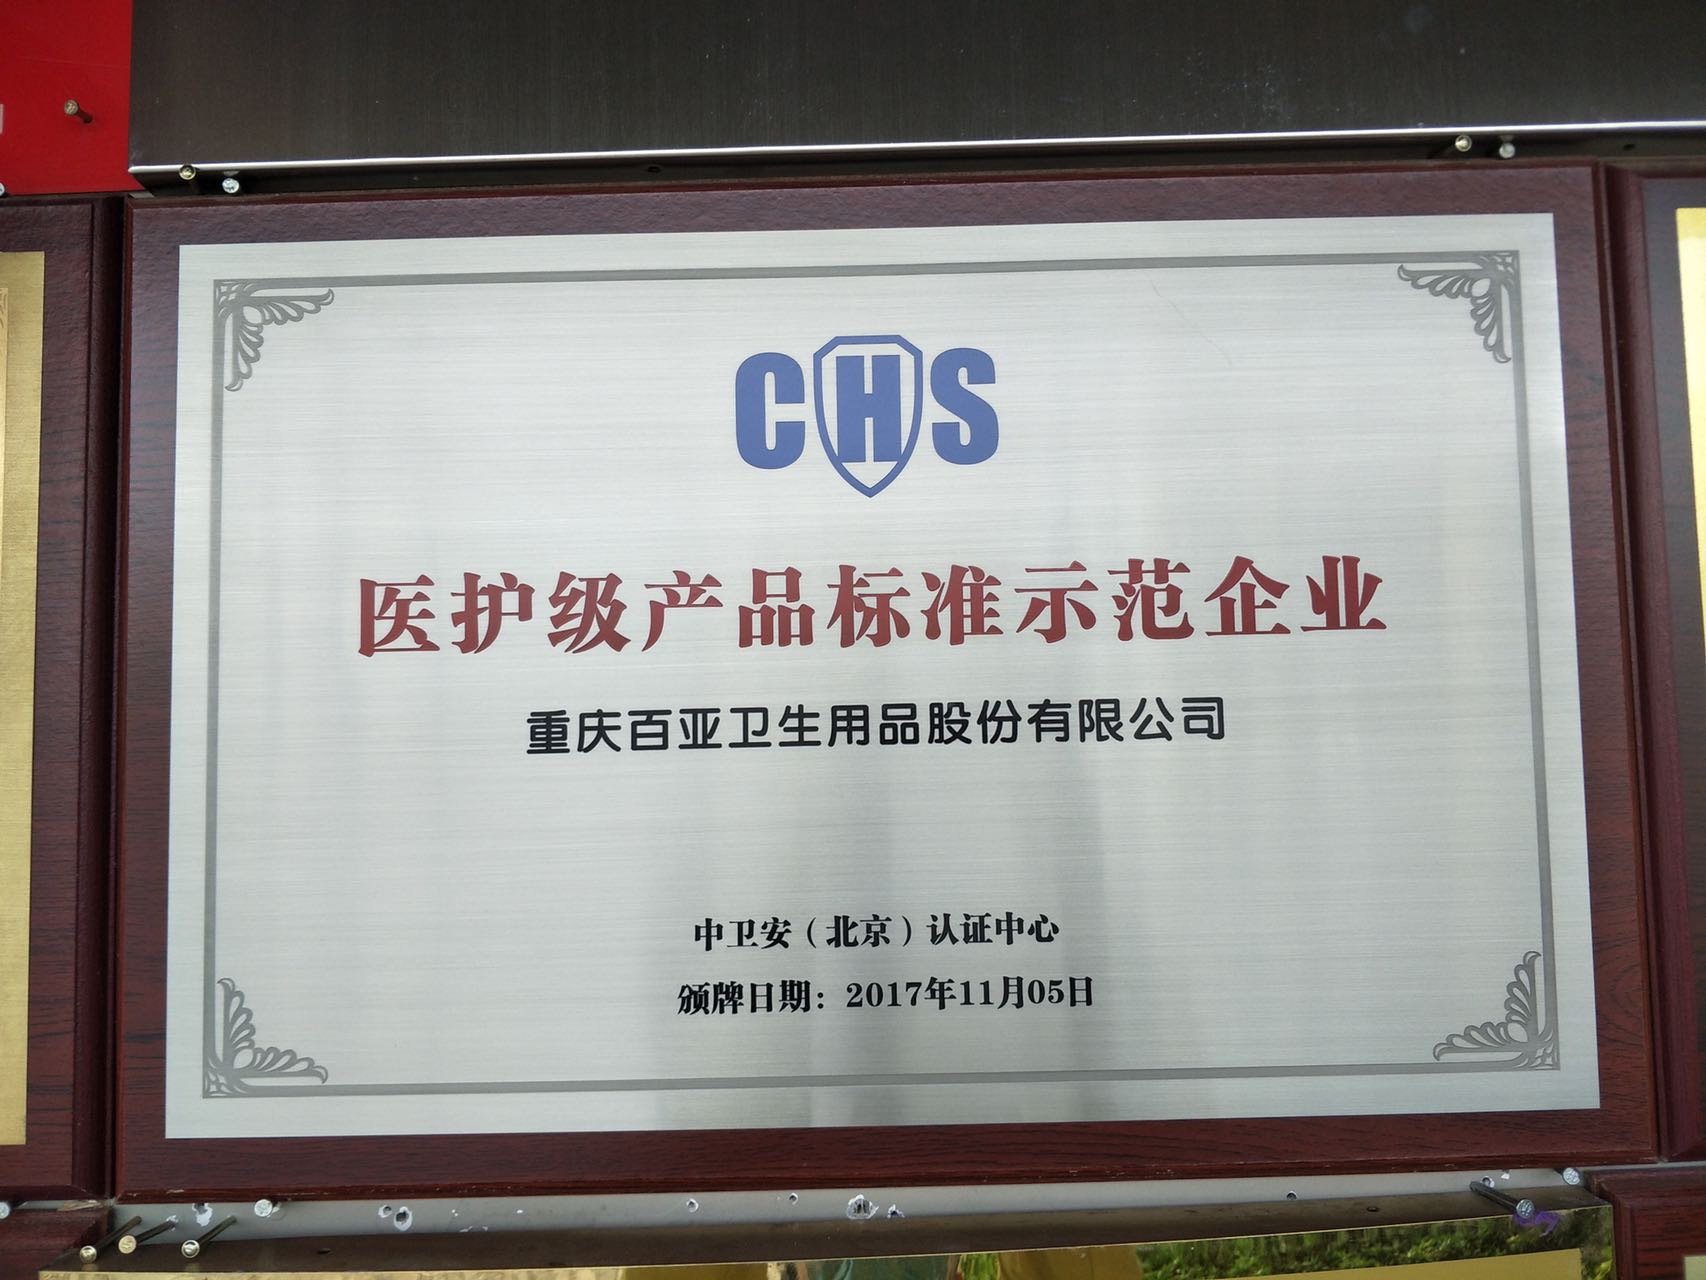 CHS
医护级产品标准示范企业
重庆百亚卫生用品股份有限公司
中卫安（北京）认证中心
颁牌日期：2017年11月05日